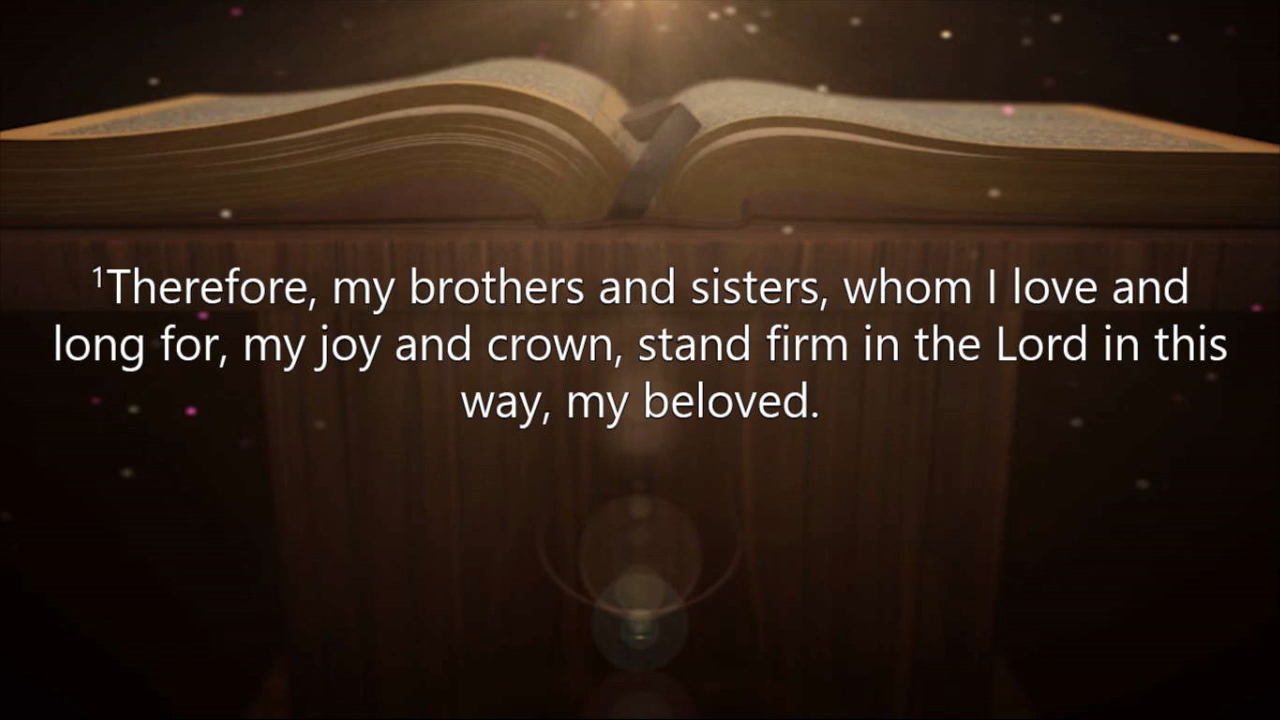 ¹Therefore, my brothers and sisters, whom I love and
long for, my joy and crown, stand firm in the Lord in this
way, my beloved.